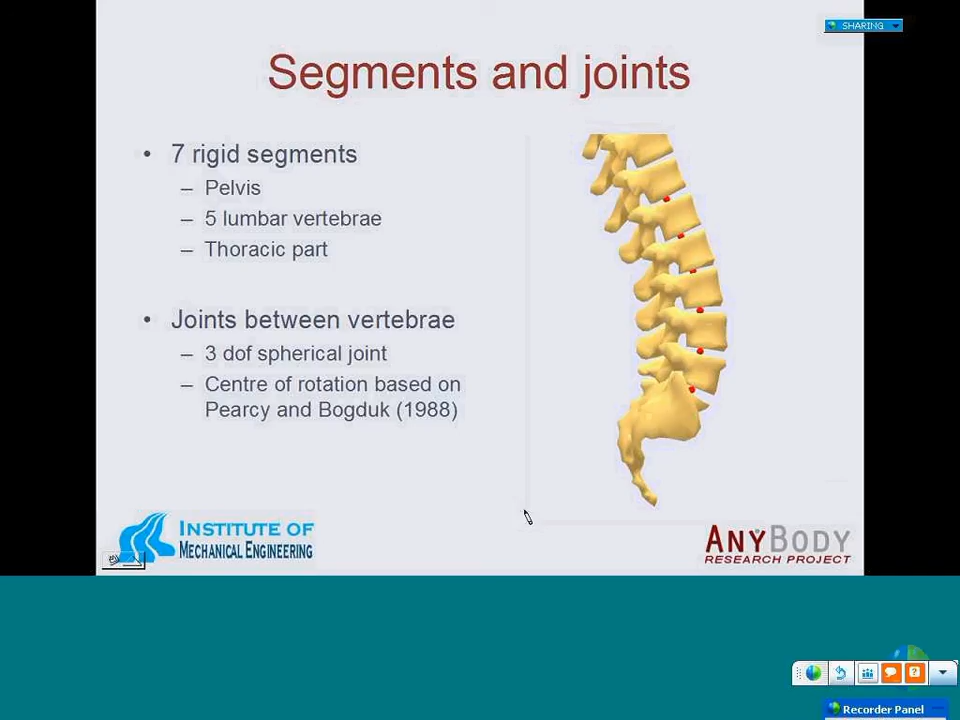 SHARING
Segments and joints
• 7 rigid segments
– Pelvis
– 5 lumbar vertebrae
– Thoracic part
• Joints between vertebrae
– 3 dof spherical joint
– Centre of rotation based on
Pearcy and Bogduk (1988)
INSTITUTE OF
MECHANICAL ENGINEERING
ANYBODY
RESEARCH PROJECT
?
Recorder Panel